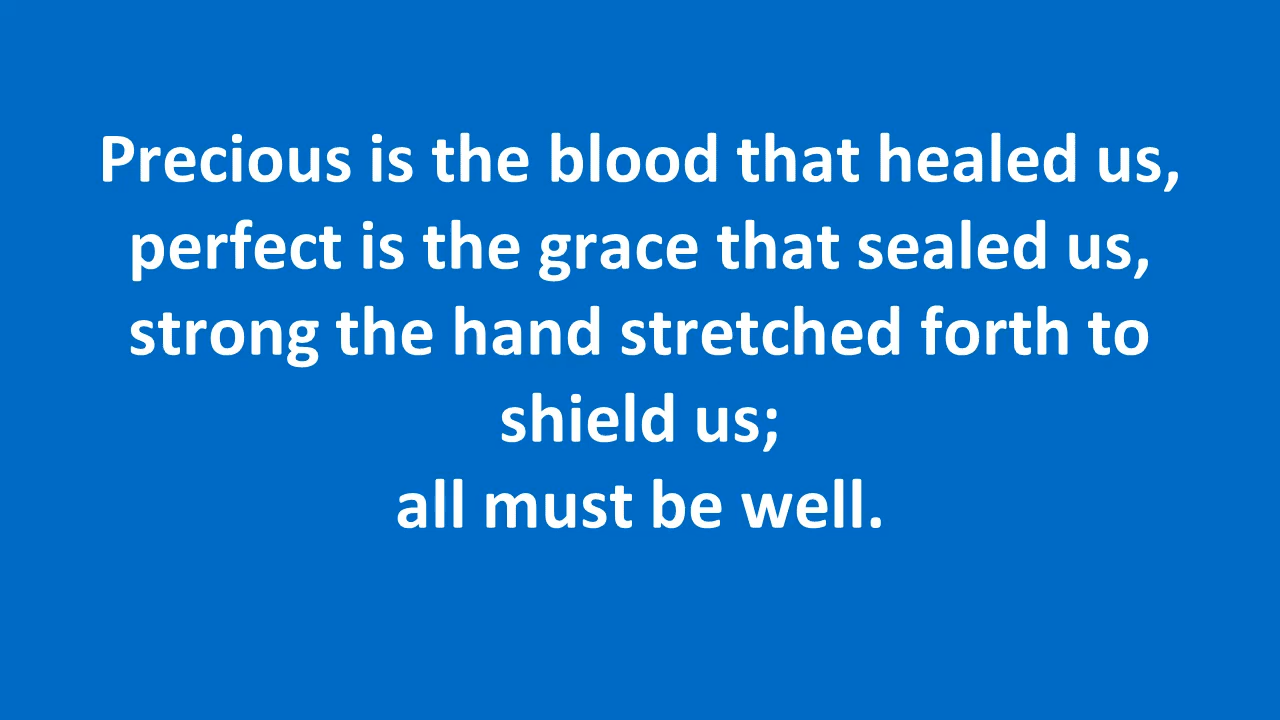 Precious is the blood that healed us,
perfect is the grace that sealed us,
strong the hand stretched forth to
shield us;
all must be well.